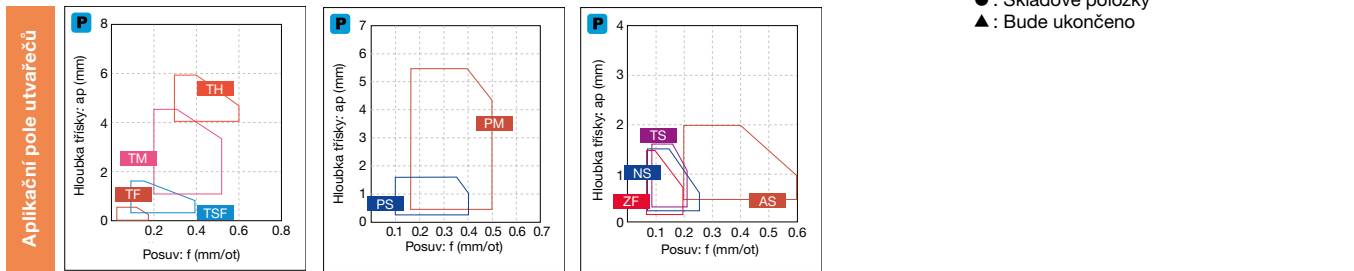 Aplikační pole utvařečů
P
Hloubka třísky: ap (mm)
8
6
4
2
0
TH
TM
TF
TSF
0.2 0.4 0.6 0.8
Posuv: f (mm/ot)
P
Hloubka třísky: ap (mm)
7
6
5
4
3
2
1
0
PM
PS
0.1 0.2 0.3 0.4 0.5 0.6 0.7
Posuv: f (mm/ot)
P
Hloubka třísky: ap (mm)
4
3
2
1
0
TS
NS
ZF
AS
0.1 0.2 0.3 0.4 0.5 0.6
Posuv: f (mm/ot)
● : Skladové položky
▲ : Bude ukončeno